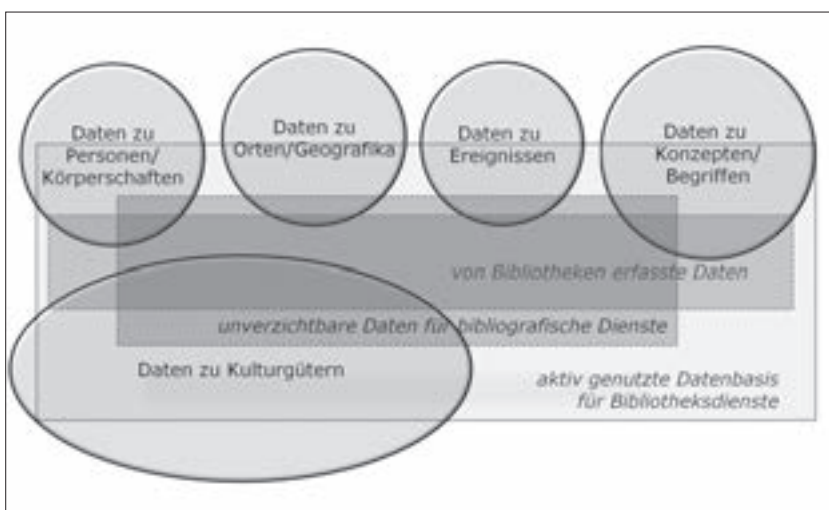 Daten zu
Personen/
Körperschaften
Daten zu
Orten/Geografika
Daten zu
Ereignissen
Daten zu
Konzepten/
Begriffen
von Bibliotheken erfasste Daten
unverzichtbare Daten für bibliografische Dienste
Daten zu Kulturgütern
aktiv genutzte Datenbasis
für Bibliotheksdienste